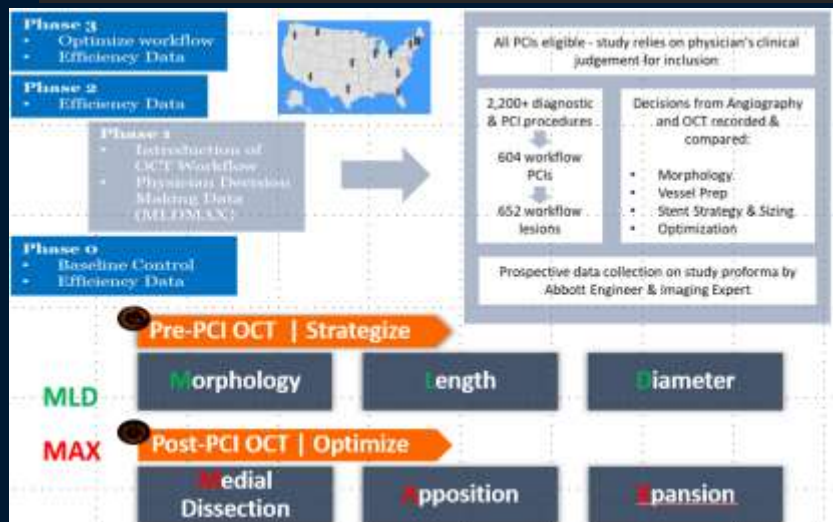 Phase 3
• Optimize workflow
• Efficiency Data
Phase 2
• Efficiency Data
Phase 1
• Introduction of
OCT Workflow
• Physician Decision
Making Data
(MLDMAX)
Phase 0
• Baseline Control
• Efficiency Data
All PCIs eligible - study relies on physician's clinical
judgement for inclusion
2,200+ diagnostic
& PCI procedures
604 workflow
PCIs
652 workflow
lesions
Decisions from Angiography
and OCT recorded &
compared:
• Morphology
• Vessel Prep
• Stent Strategy & Sizing
• Optimization
Prospective data collection on study proforma by
Abbott Engineer & Imaging Expert
Pre-PCI OCT | Strategize
MLD
Morphology
Length
Diameter
Post-PCI OCT | Optimize
MAX
Medial
Dissection
Apposition
Xpansion